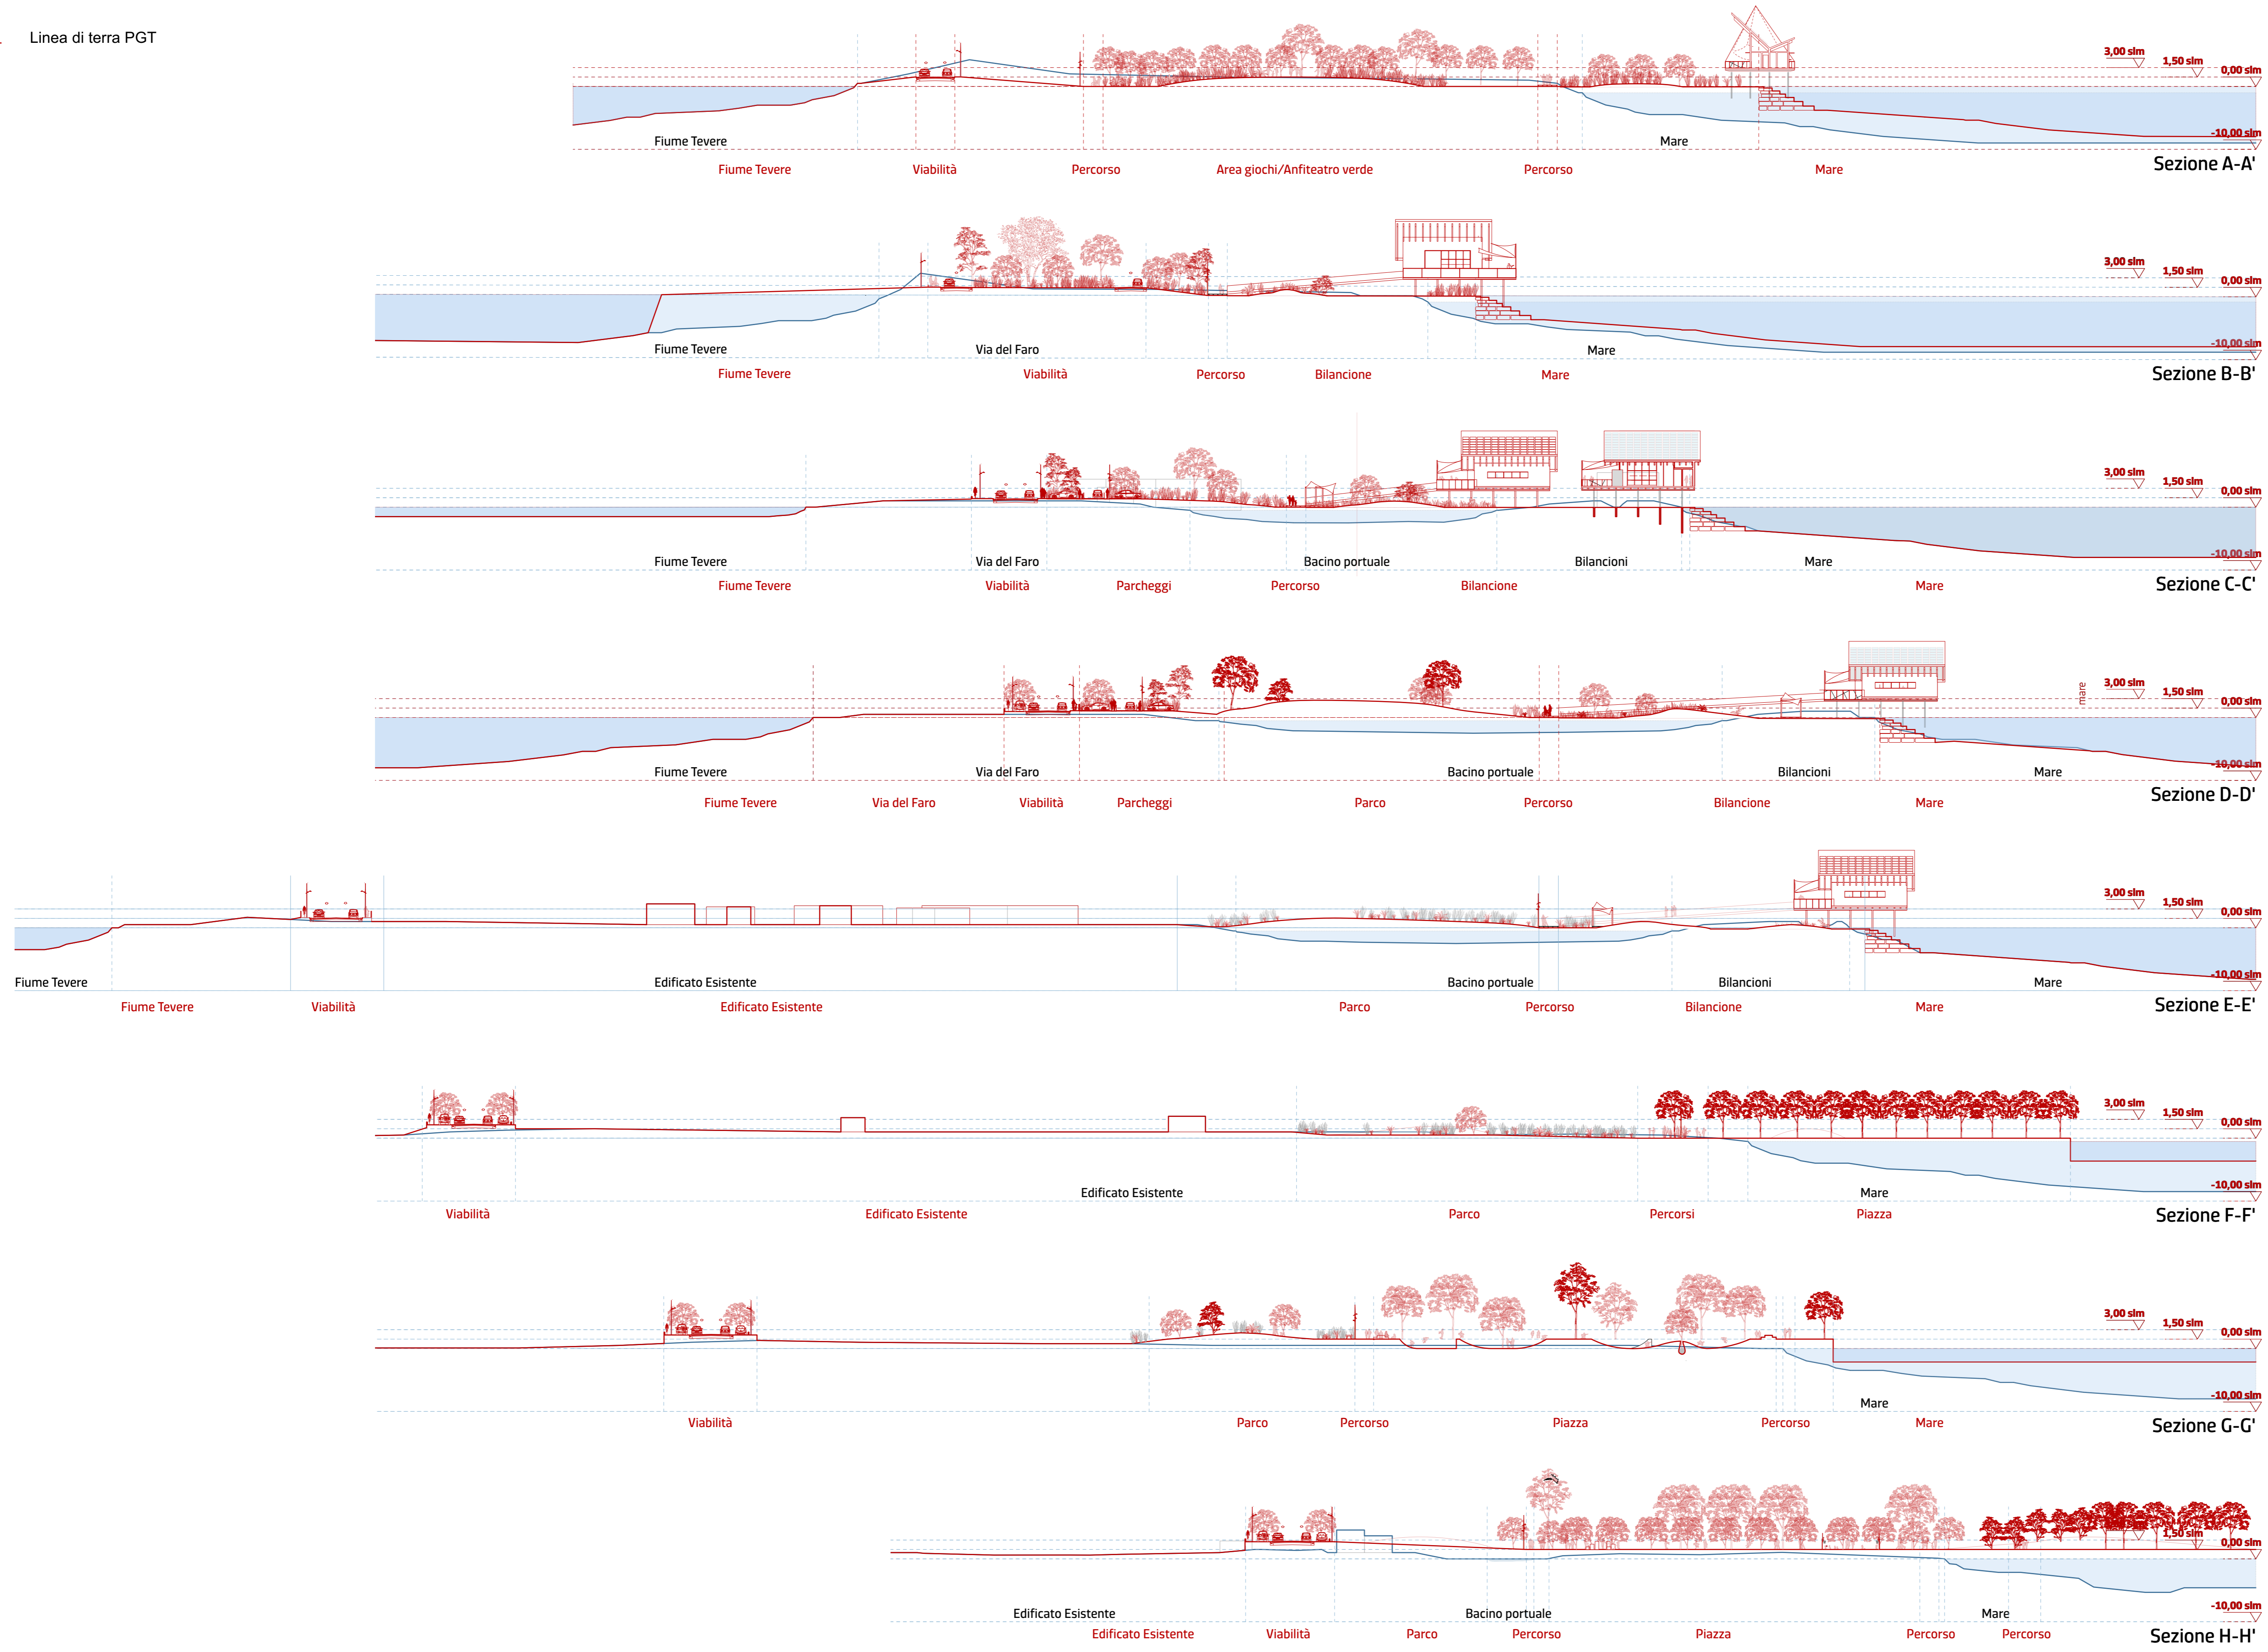 Linea di terra PGT
3,00 slm
1,50 slm
0,00 slm
-10,00 slm
Fiume Tevere Mare
Fiume Tevere Viabilità Percorso Area giochi/Anfiteatro verde Percorso Mare
Sezione A-A'
3,00 slm
1,50 slm
0,00 slm
-10,00 slm
Fiume Tevere Via del Faro Mare
Fiume Tevere Viabilità Percorso Bilancione Mare
Sezione B-B'
3,00 slm
1,50 slm
0,00 slm
-10,00 slm
Fiume Tevere Via del Faro Bacino portuale Bilancioni Mare
Fiume Tevere Viabilità Parcheggi Percorso Bilancione Mare
Sezione C-C'
mare
3,00 slm
1,50 slm
0,00 slm
-10,00 slm
Fiume Tevere Via del Faro Bacino portuale Bilancioni Mare
Fiume Tevere Via del Faro Viabilità Parcheggi Parco Percorso Bilancione Mare
Sezione D-D'
3,00 slm
1,50 slm
0,00 slm
-10,00 slm
Fiume Tevere Edificato Esistente Bacino portuale Bilancioni Mare
Fiume Tevere Viabilità Edificato Esistente Parco Percorso Bilancione Mare
Sezione E-E'
3,00 slm
1,50 slm
0,00 slm
-10,00 slm
Edificato Esistente Mare
Viabilità Edificato Esistente Parco Percorsi Piazza
Sezione F-F'
3,00 slm
1,50 slm
0,00 slm
-10,00 slm
Mare
Viabilità Parco Percorso Piazza Percorso Mare
Sezione G-G'
1,50 slm
0,00 slm
-10,00 slm
Edificato Esistente Bacino portuale Mare
Edificato Esistente Viabilità Parco Percorso Piazza Percorso Percorso
Sezione H-H'